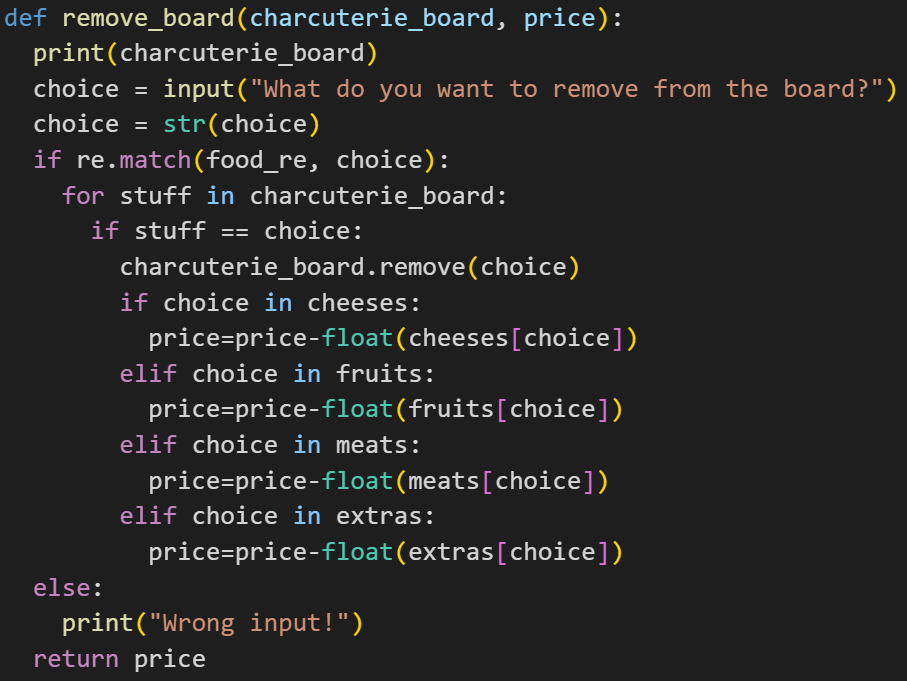 def remove_board(charcuterie_board, price):
  print(charcuterie_board)
  choice = input("What do you want to remove from the board?")
  choice = str(choice)
  if re.match(food_re, choice):
    for stuff in charcuterie_board:
      if stuff == choice:
        charcuterie_board.remove(choice)
        if choice in cheeses:
          price=price-float(cheeses[choice])
        elif choice in fruits:
          price=price-float(fruits[choice])
        elif choice in meats:
          price=price-float(meats[choice])
        elif choice in extras:
          price=price-float(extras[choice])
  else:
    print("Wrong input!")
  return price